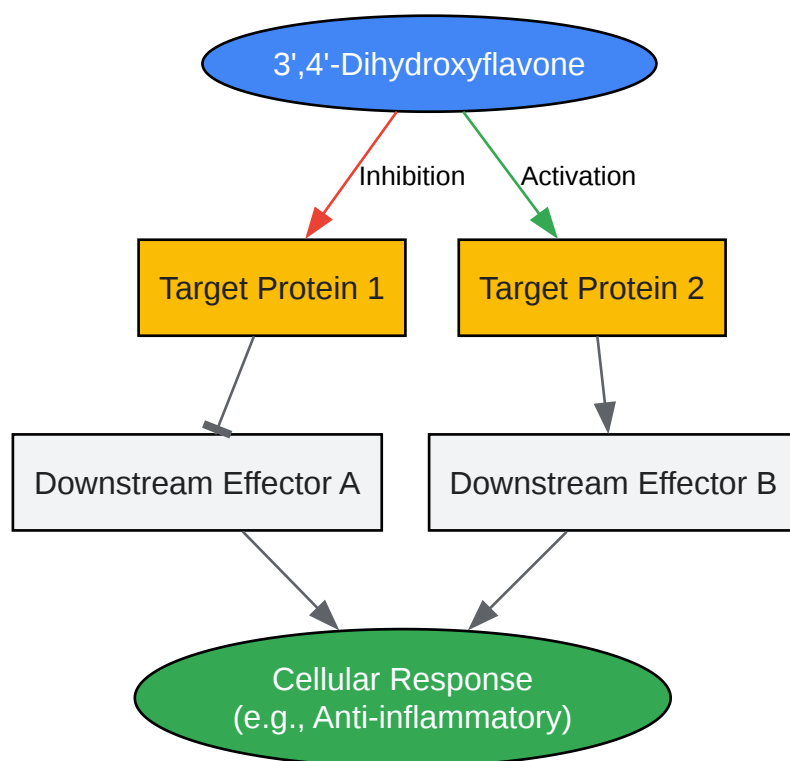 3',4'-Dihydroxyflavone
Inhibition
Activation
Target Protein 1
Target Protein 2
Downstream Effector A
Downstream Effector B
Cellular Response
(e.g., Anti-inflammatory)